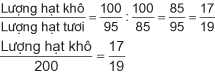 Lượng hạt khô / Lượng hạt tươi = 100/95 : 100/85 = 85/95 = 17/19
Lượng hạt khô / 200 = 17/19